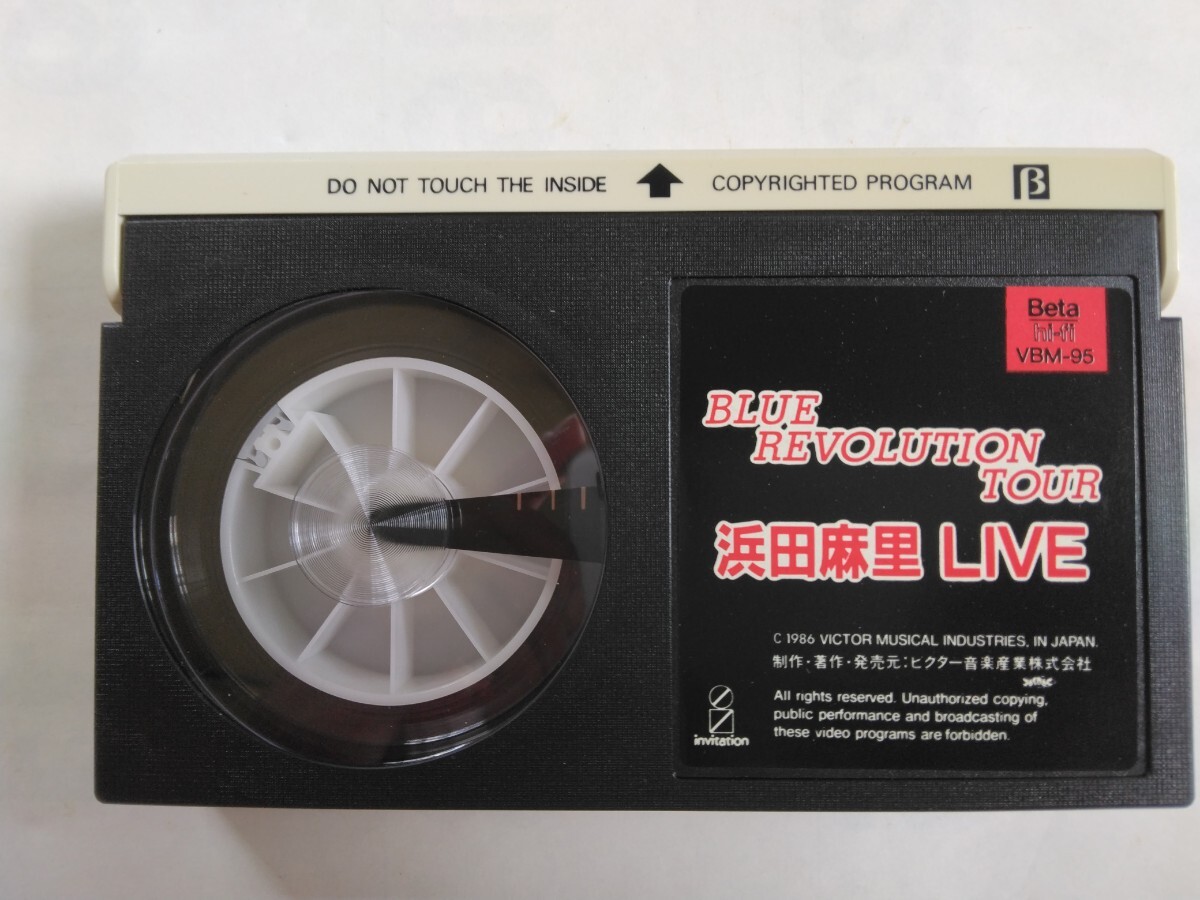 DO NOT TOUCH THE INSIDE COPYRIGHTED PROGRAM β
Beta
hi-fi
VBM-95
BLUE
REVOLUTION
TOUR
浜田麻里 LIVE
C 1986 VICTOR MUSICAL INDUSTRIES, IN JAPAN.
制作・著作・発売元:ビクター音楽産業株式会社
All rights reserved. Unauthorized copying,
public performance and broadcasting of
these video programs are forbidden.
invitation